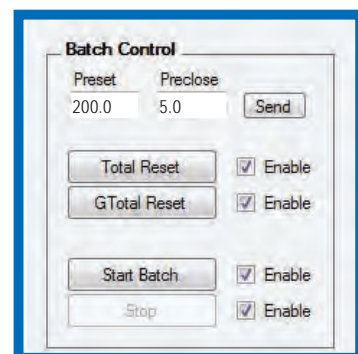 Batch Control
Preset Preclose
200.0 5.0 Send
Total Reset Enable
GTotal Reset Enable
Start Batch Enable
Stop Enable